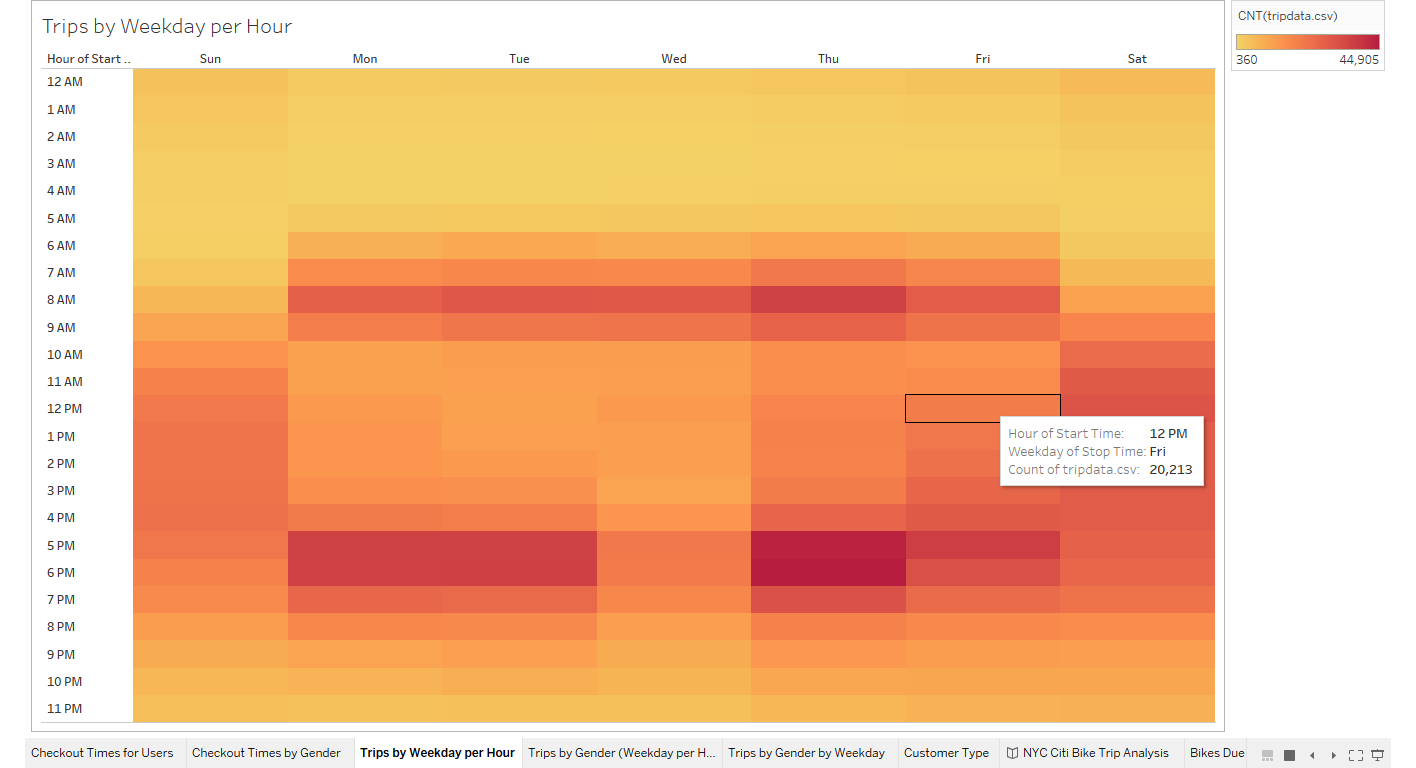 Trips by Weekday per Hour
CNT(tripdata.csv)
360 44,905
Hour of Start .. Sun Mon Tue Wed Thu Fri Sat
12 AM
1 AM
2 AM
3 AM
4 AM
5 AM
6 AM
7 AM
8 AM
9 AM
10 AM
11 AM
12 PM
1 PM
2 PM
3 PM
4 PM
5 PM
6 PM
7 PM
8 PM
9 PM
10 PM
11 PM
Hour of Start Time: 12 PM
Weekday of Stop Time: Fri
Count of tripdata.csv: 20,213
Checkout Times for Users Checkout Times by Gender Trips by Weekday per Hour Trips by Gender (Weekday per H... Trips by Gender by Weekday Customer Type NYC Citi Bike Trip Analysis Bikes Due